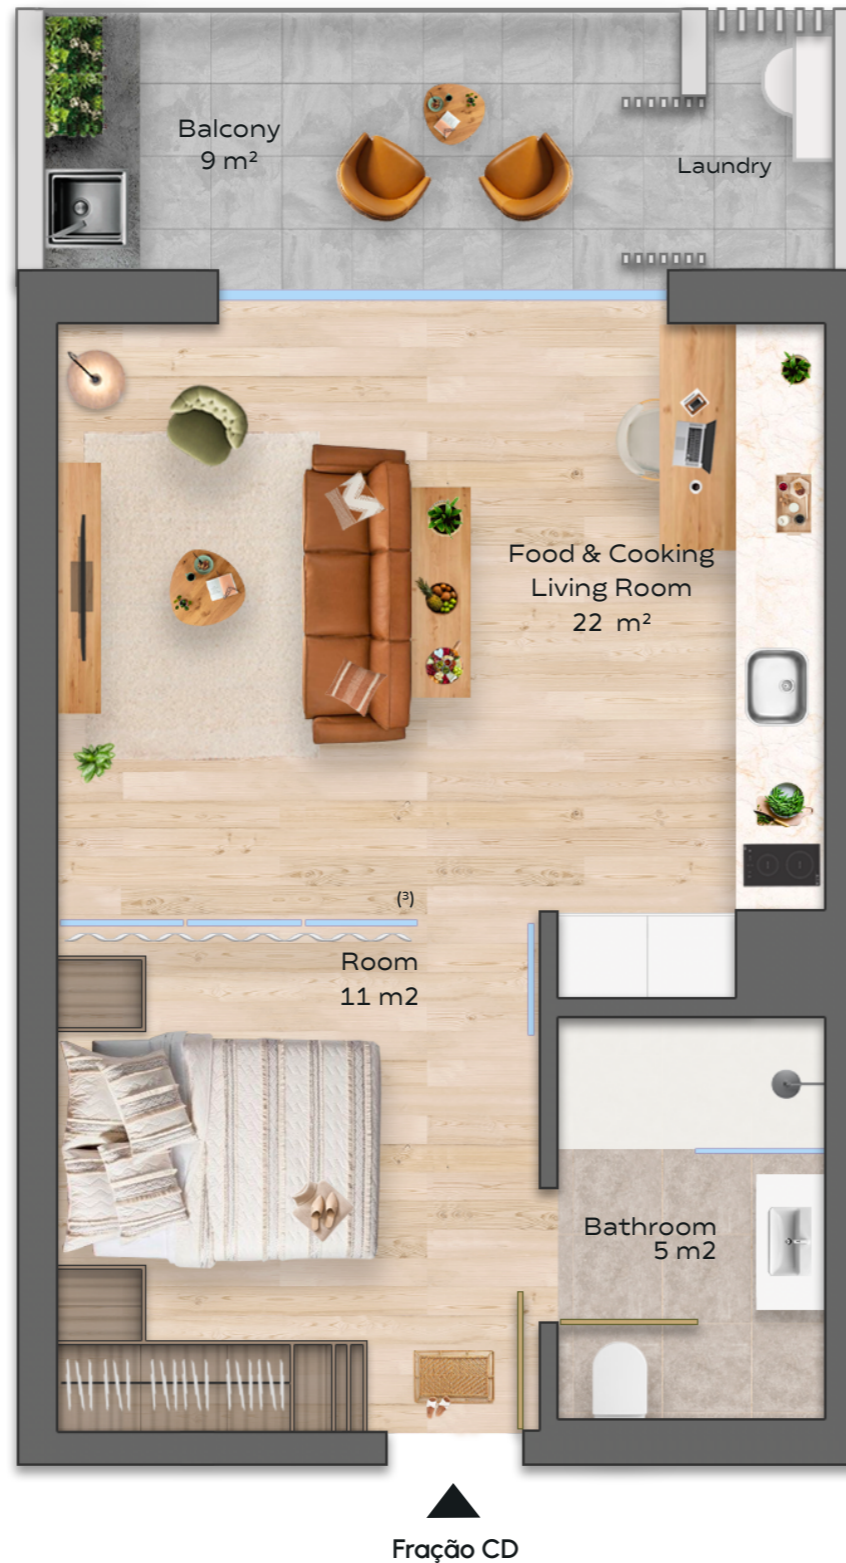 Balcony
9 m²
Laundry
Food & Cooking
Living Room
22 m²
(³)
Room
11 m2
Bathroom
5 m2
Fração CD